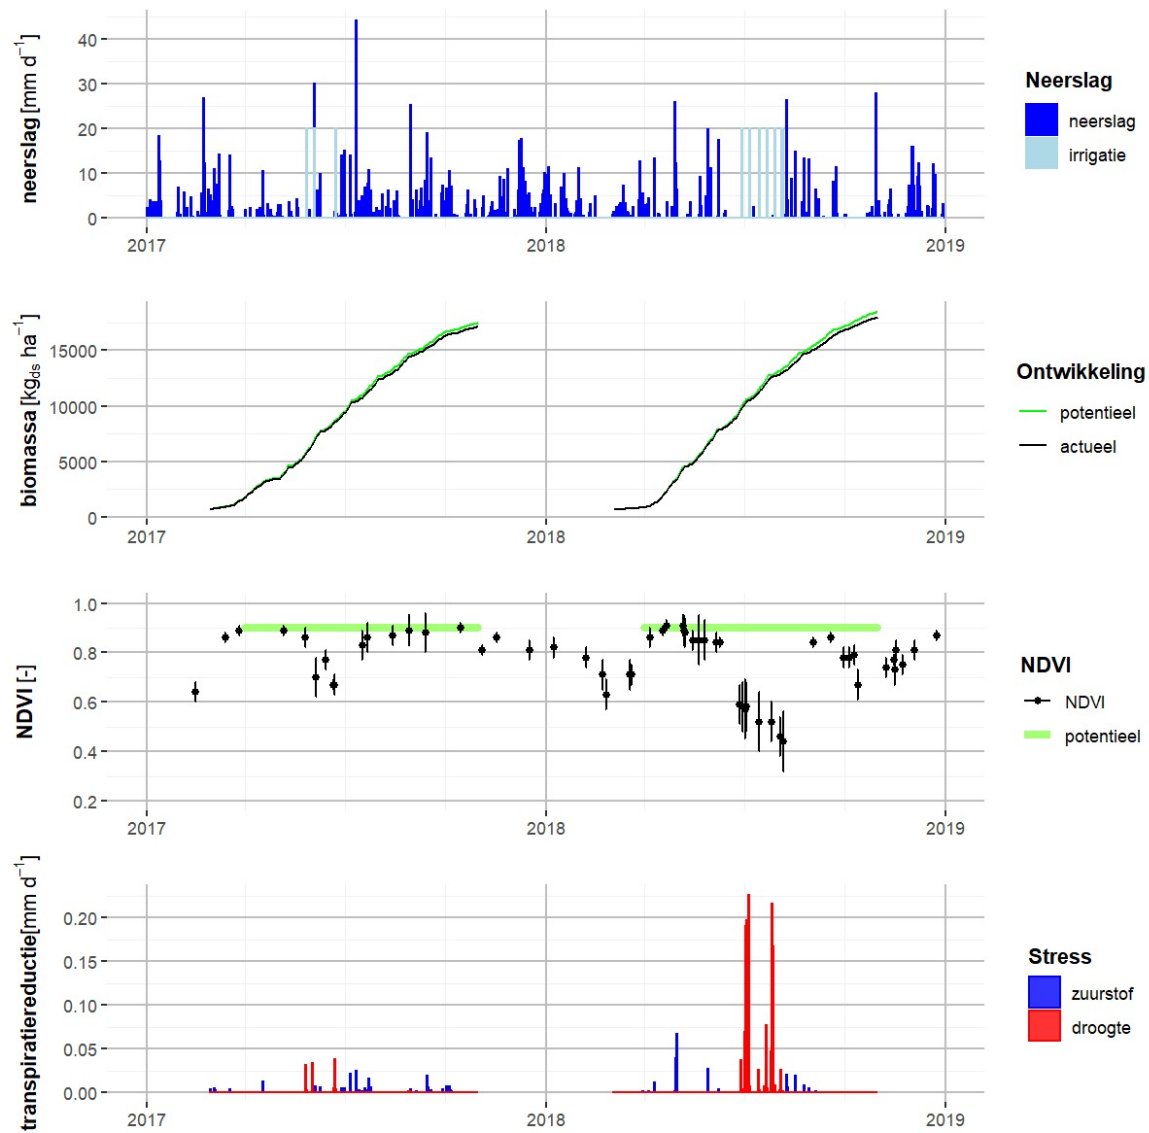 neerslag [mm d⁻¹]
40
30
20
10
0
2017
2018
2019
Neerslag
neerslag
irrigatie
biomassa [kg ds ha⁻¹]
15000
10000
5000
0
2017
2018
2019
Ontwikkeling
potentieel
actueel
NDVI [-]
1.0
0.8
0.6
0.4
0.2
2017
2018
2019
NDVI
NDVI
potentieel
transpiratiereductie[mm d⁻¹]
0.20
0.15
0.10
0.05
0.00
2017
2018
2019
Stress
zuurstof
droogte